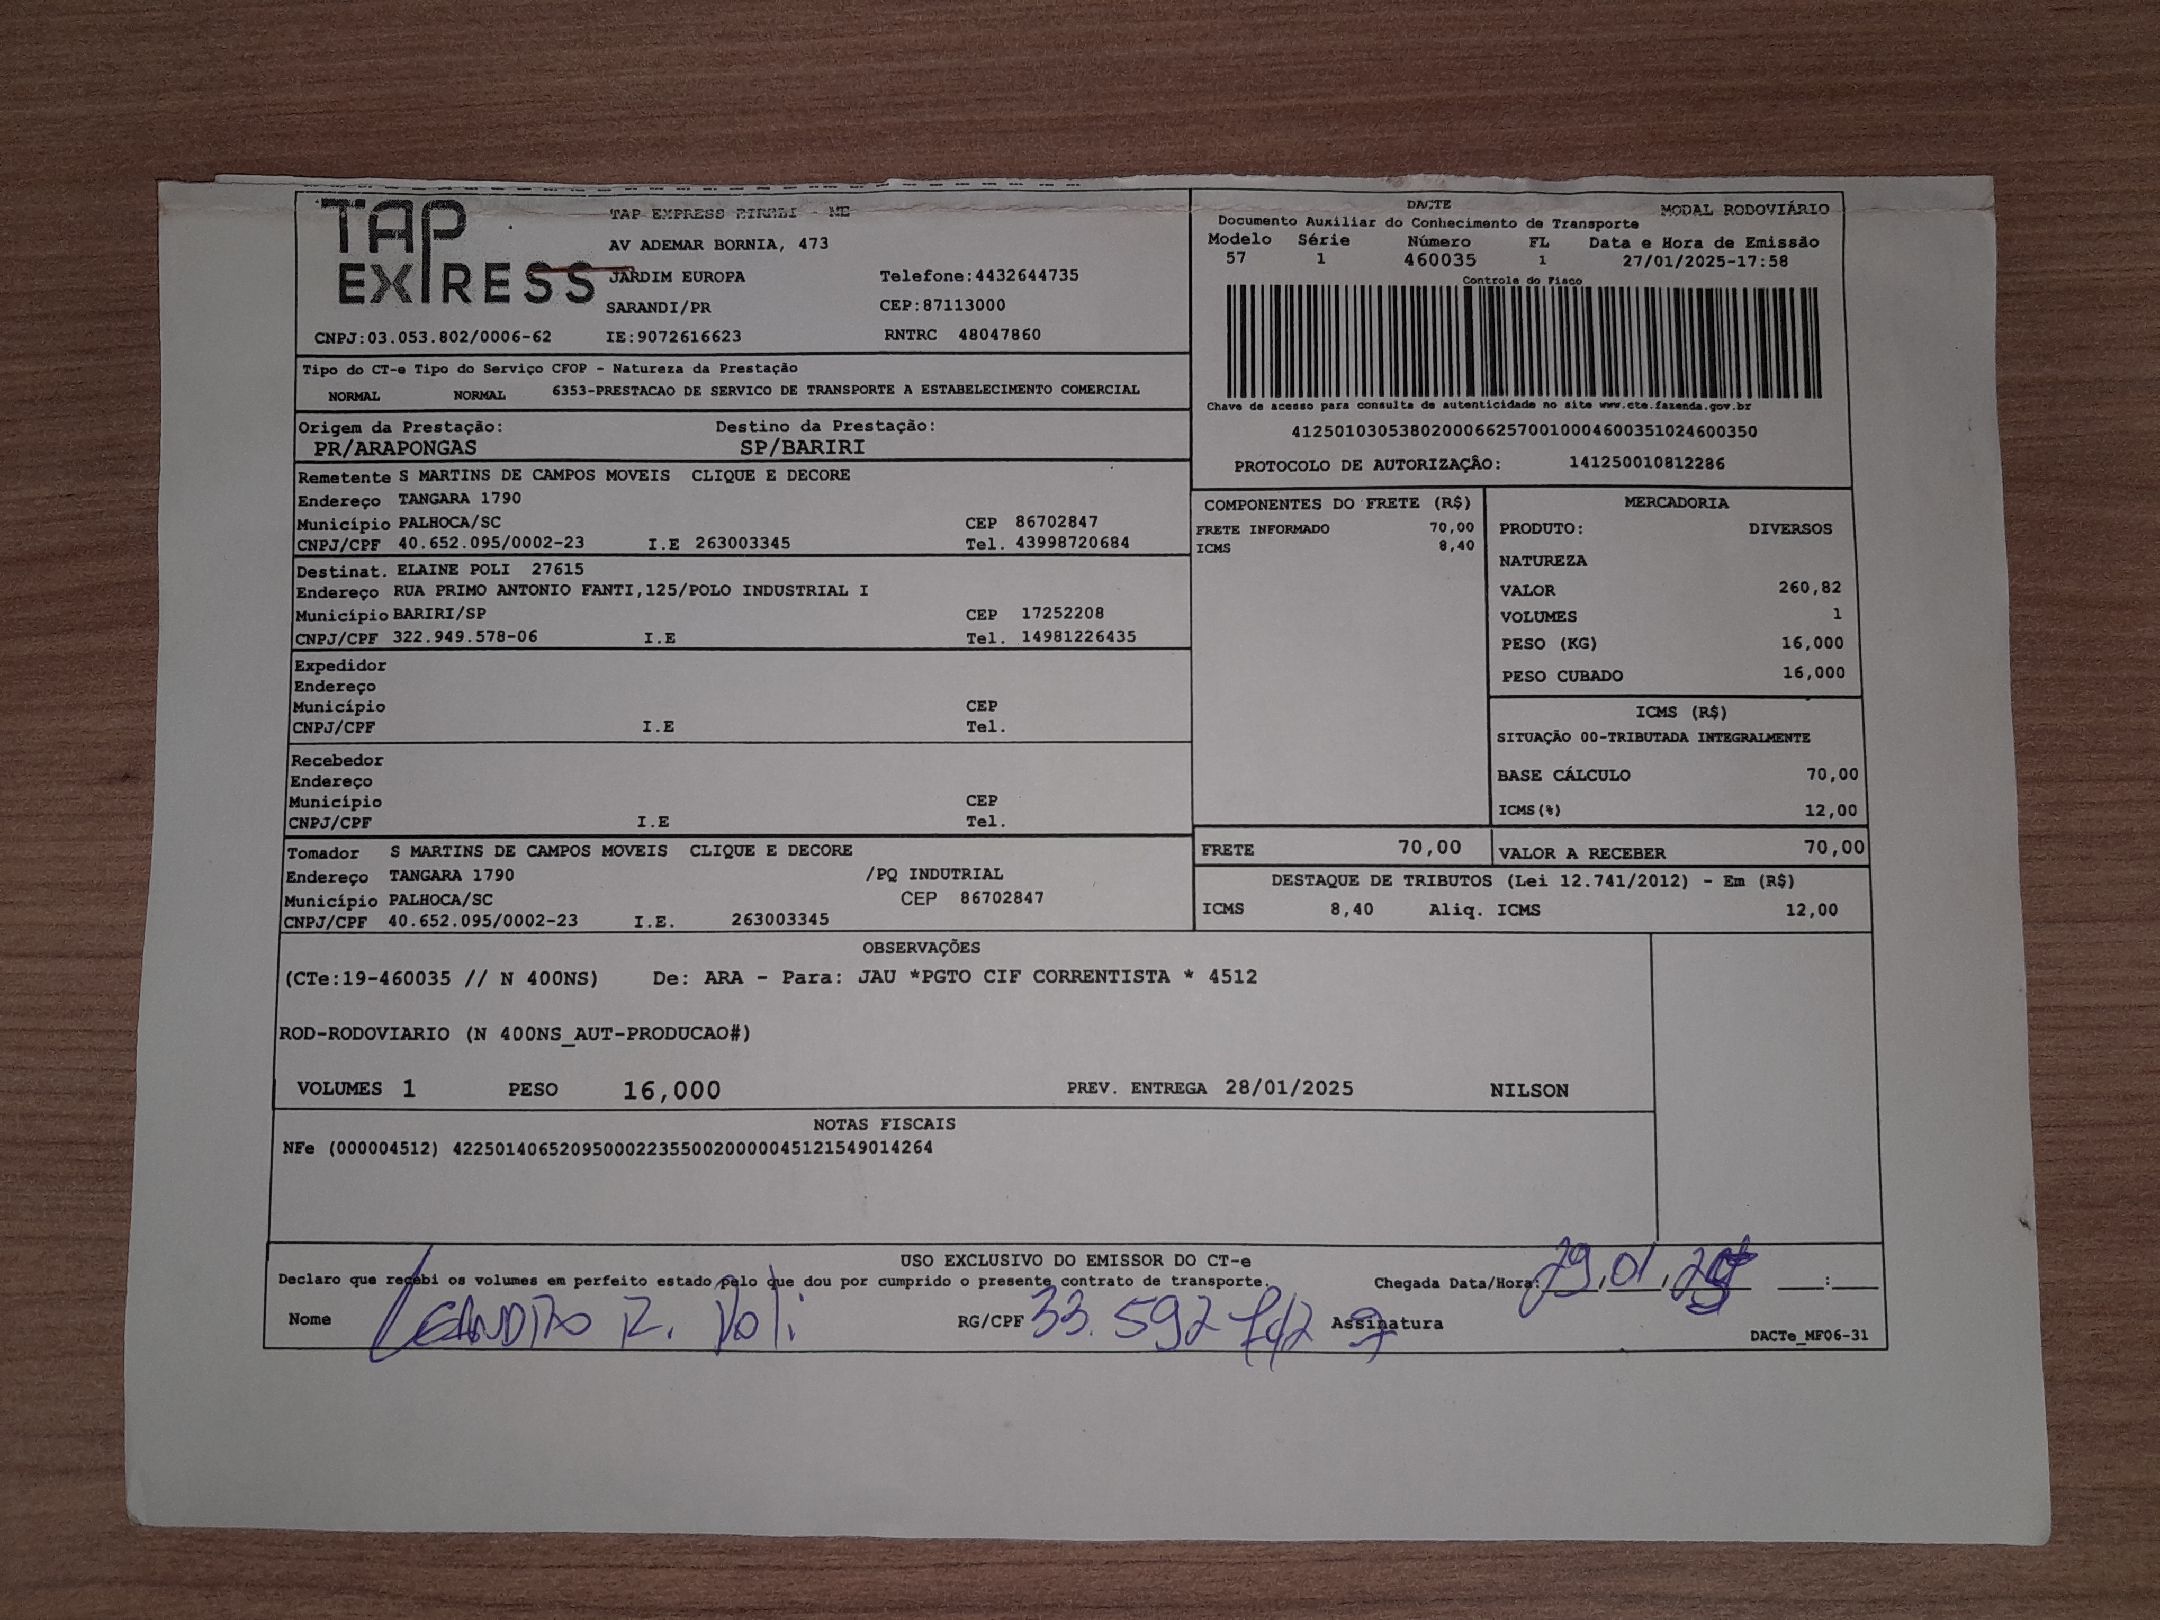 TAP
EXPRESS
TAP EXPRESS EIRELI - ME
AV ADEMAR BORNIA, 473
JARDIM EUROPA Telefone:4432644735
SARANDI/PR CEP:87113000
CNPJ:03.053.802/0006-62 IE:9072616623 RNTRC 48047860
DACTE MODAL RODOVIÁRIO
Documento Auxiliar do Conhecimento de Transporte
Modelo Série Número FL Data e Hora de Emissão
57 1 460035 1 27/01/2025-17:58
Controle do Fisco
Chave de acesso para consulta de autenticidade no site www.cte.fazenda.gov.br
41250103053802000662570010004600351024600350
PROTOCOLO DE AUTORIZAÇÃO: 141250010812286
Tipo do CT-e Tipo do Serviço CFOP - Natureza da Prestação
NORMAL NORMAL 6353-PRESTACAO DE SERVICO DE TRANSPORTE A ESTABELECIMENTO COMERCIAL
Origem da Prestação: Destino da Prestação:
PR/ARAPONGAS SP/BARIRI
Remetente S MARTINS DE CAMPOS MOVEIS CLIQUE E DECORE
Endereço TANGARA 1790
Município PALHOCA/SC CEP 86702847
CNPJ/CPF 40.652.095/0002-23 I.E 263003345 Tel. 43998720684
Destinat. ELAINE POLI 27615
Endereço RUA PRIMO ANTONIO FANTI,125/POLO INDUSTRIAL I
Município BARIRI/SP CEP 17252208
CNPJ/CPF 322.949.578-06 I.E Tel. 14981226435
Expedidor
Endereço
Município CEP
CNPJ/CPF I.E Tel.
Recebedor
Endereço
Município CEP
CNPJ/CPF I.E Tel.
Tomador S MARTINS DE CAMPOS MOVEIS CLIQUE E DECORE
Endereço TANGARA 1790 /PQ INDUTRIAL
Município PALHOCA/SC CEP 86702847
CNPJ/CPF 40.652.095/0002-23 I.E. 263003345
COMPONENTES DO FRETE (R$)
FRETE INFORMADO 70,00
ICMS 8,40
MERCADORIA
PRODUTO: DIVERSOS
NATUREZA
VALOR 260,82
VOLUMES 1
PESO (KG) 16,000
PESO CUBADO 16,000
ICMS (R$)
SITUAÇÃO 00-TRIBUTADA INTEGRALMENTE
BASE CÁLCULO 70,00
ICMS(%) 12,00
FRETE 70,00 VALOR A RECEBER 70,00
DESTAQUE DE TRIBUTOS (Lei 12.741/2012) - Em (R$)
ICMS 8,40 Aliq. ICMS 12,00
OBSERVAÇÕES
(CTe:19-460035 // N 400NS) De: ARA - Para: JAU *PGTO CIF CORRENTISTA * 4512
ROD-RODOVIARIO (N 400NS_AUT-PRODUCAO#)
VOLUMES 1 PESO 16,000 PREV. ENTREGA 28/01/2025 NILSON
NOTAS FISCAIS
NFe (000004512) 42250140652095000223550020000045121549014264
USO EXCLUSIVO DO EMISSOR DO CT-e
Declaro que recebi os volumes em perfeito estado pelo que dou por cumprido o presente contrato de transporte. Chegada Data/Hora: 29.01. :
Nome LEANDRO R. Poli RG/CPF 33.592 Assinatura
DACTe_MF06-31